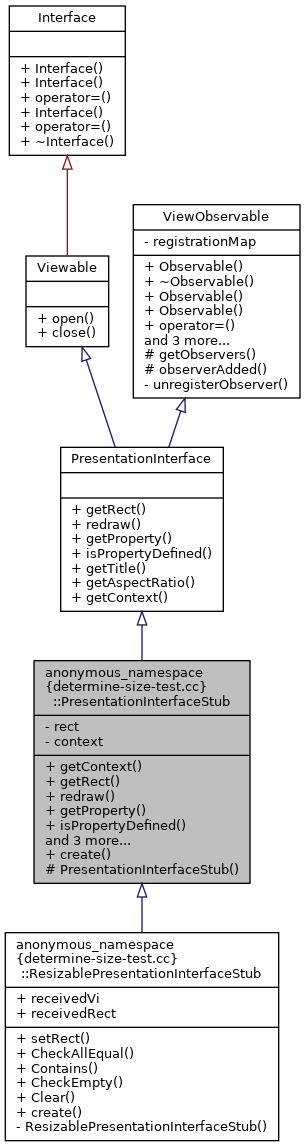 Interface
+ Interface()
+ Interface()
+ operator=()
+ Interface()
+ operator=()
+ ~Interface()
ViewObservable
- registrationMap
+ Observable()
+ ~Observable()
+ Observable()
+ Observable()
+ operator=()
and 3 more...
# getObservers()
# observerAdded()
- unregisterObserver()
Viewable
+ open()
+ close()
PresentationInterface
+ getRect()
+ redraw()
+ getProperty()
+ isPropertyDefined()
+ getTitle()
+ getAspectRatio()
+ getContext()
anonymous_namespace
{determine-size-test.cc}
::PresentationInterfaceStub
- rect
- context
+ getContext()
+ getRect()
+ redraw()
+ getProperty()
+ isPropertyDefined()
and 3 more...
+ create()
# PresentationInterfaceStub()
anonymous_namespace
{determine-size-test.cc}
::ResizablePresentationInterfaceStub
+ receivedVi
+ receivedRect
+ setRect()
+ CheckAllEqual()
+ Contains()
+ CheckEmpty()
+ Clear()
+ create()
- ResizablePresentationInterfaceStub()